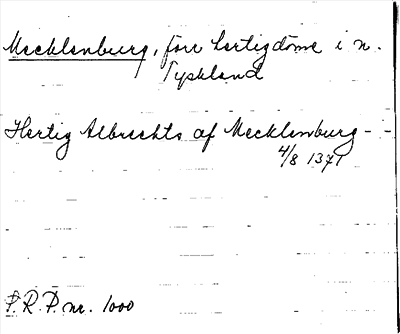 Mecklenburg, förr hertigdöme i n.
Tyskland
Hertig Albrechts af Mecklenburg -
4/8 1371
P.R.P. nr. 1000